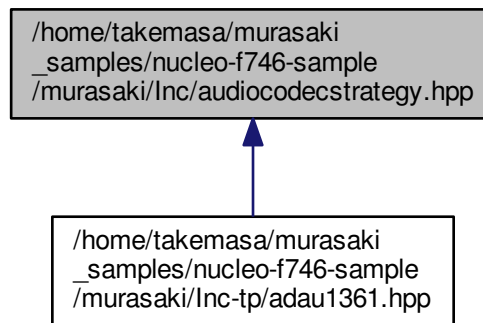 /home/takemasa/murasaki
_samples/nucleo-f746-sample
/murasaki/Inc/audiocodecstrategy.hpp
/home/takemasa/murasaki
_samples/nucleo-f746-sample
/murasaki/Inc-tp/adau1361.hpp